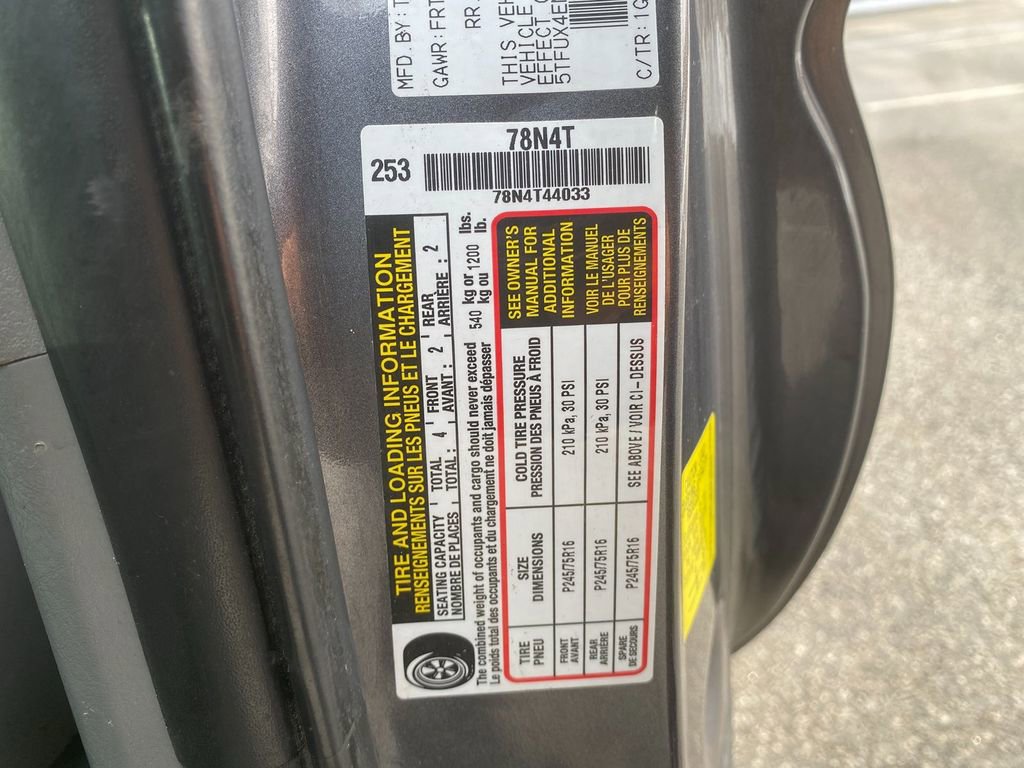 MFD. BY: T
GAWR: FRT
RR
THIS VEH
VEHICLE
EFFECT
5TFUX4E
C/TR: 1G
253
78N4T
78N4T44033
TIRE AND LOADING INFORMATION
RENSEIGNEMENTS SUR LES PNEUS ET LE CHARGEMENT
SEATING CAPACITY TOTAL : 4 FRONT : 2 REAR : 2
NOMBRE DE PLACES TOTAL : AVANT : ARRIÈRE :
The combined weight of occupants and cargo should never exceed 540 kg or 1200 lbs.
Le poids total des occupants et du chargement ne doit jamais dépasser kg ou lb.
TIRE PNEU
SIZE DIMENSIONS
COLD TIRE PRESSURE
PRESSION DES PNEUS À FROID
SEE OWNER'S
MANUAL FOR
ADDITIONAL
INFORMATION
VOIR LE MANUEL
DE L'USAGER
POUR PLUS DE
RENSEIGNEMENTS
FRONT AVANT P245/75R16 210 kPa, 30 PSI
REAR ARRIÈRE P245/75R16 210 kPa, 30 PSI
SPARE DE SECOURS P245/75R16 SEE ABOVE / VOIR CI-DESSUS